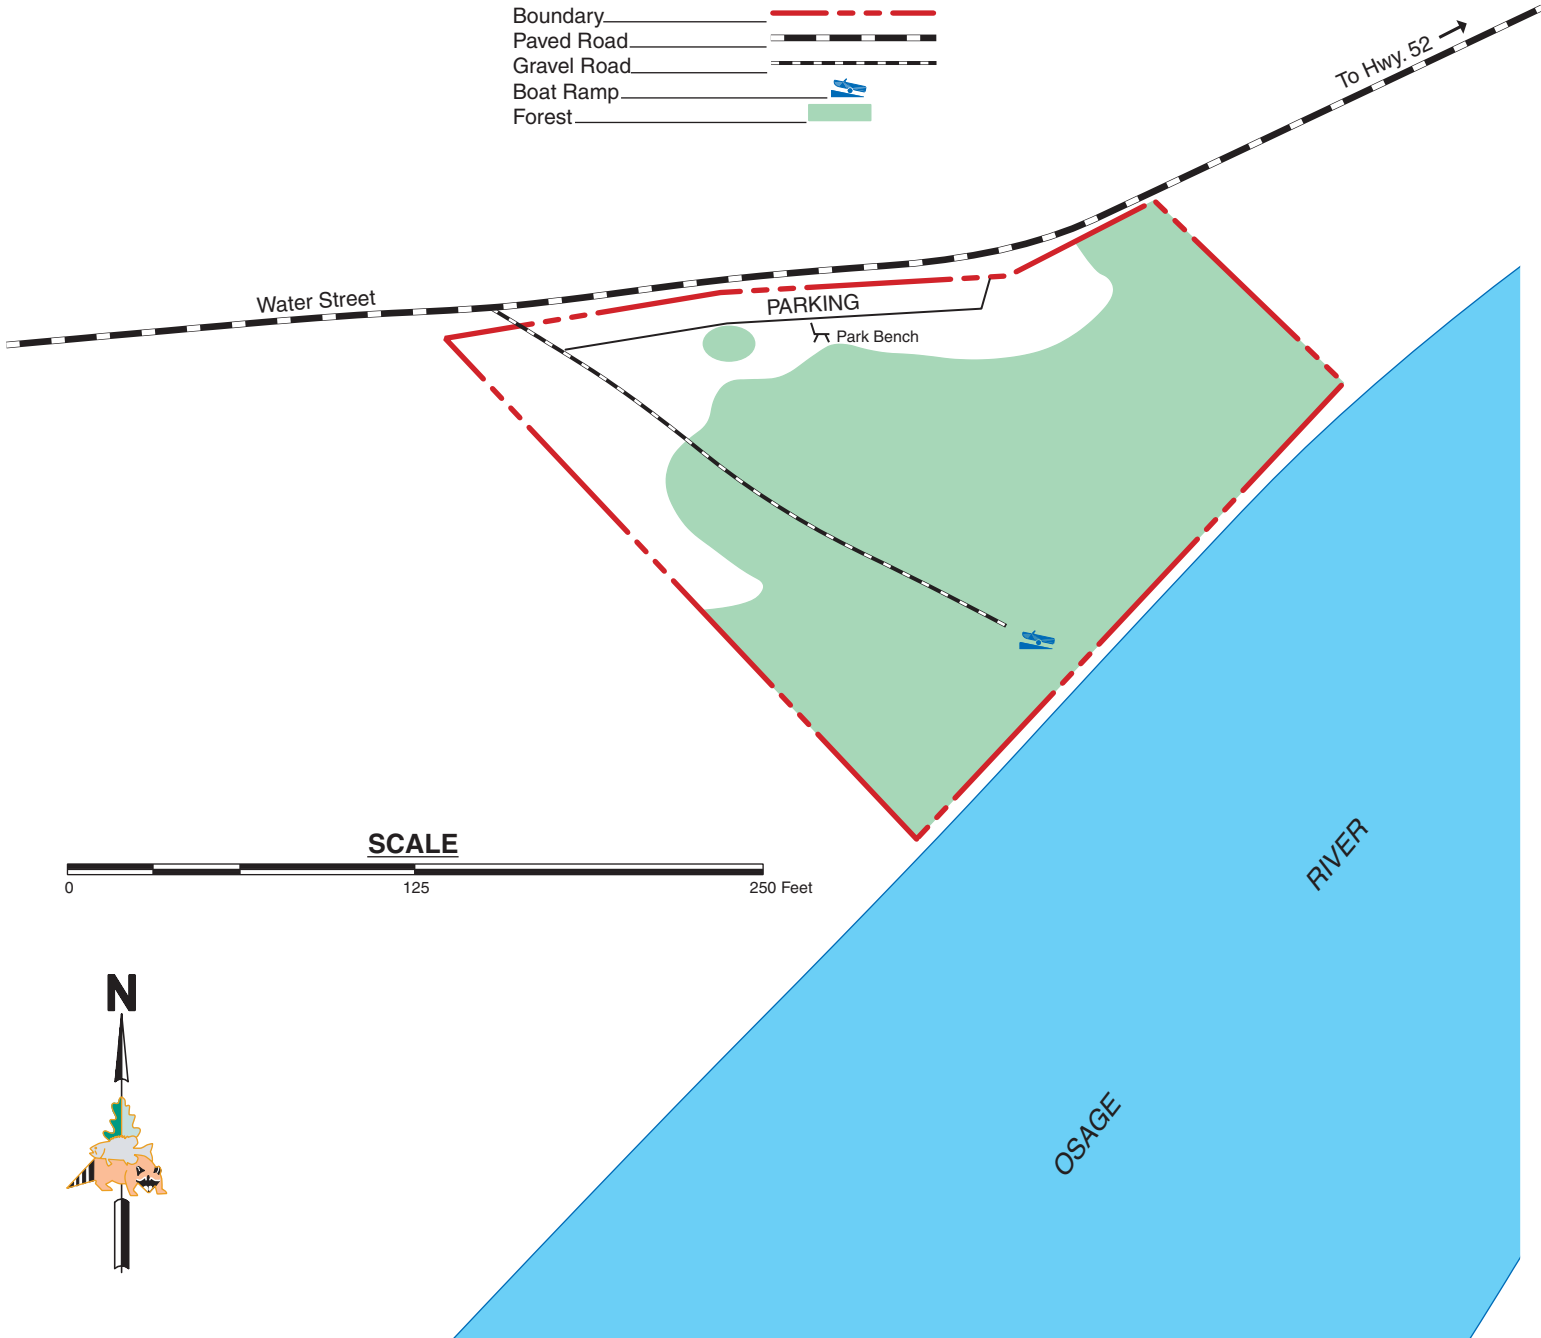 Boundary
Paved Road
Gravel Road
Boat Ramp
Forest
To Hwy. 52
Water Street
PARKING
Park Bench
SCALE
0 125 250 Feet
N
RIVER
OSAGE